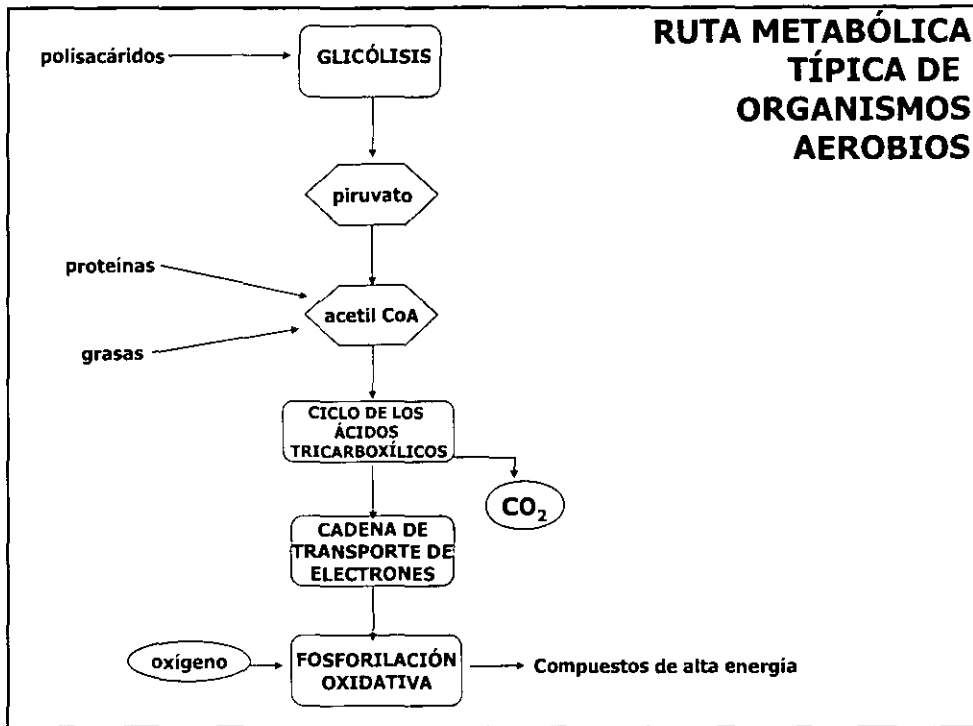 RUTA METABÓLICA
TÍPICA DE
ORGANISMOS
AEROBIOS
polisacáridos
GLICÓLISIS
piruvato
proteínas
acetil CoA
grasas
CICLO DE LOS
ÁCIDOS
TRICARBOXÍLICOS
CO₂
CADENA DE
TRANSPORTE DE
ELECTRONES
oxígeno
FOSFORILACIÓN
OXIDATIVA
Compuestos de alta energía